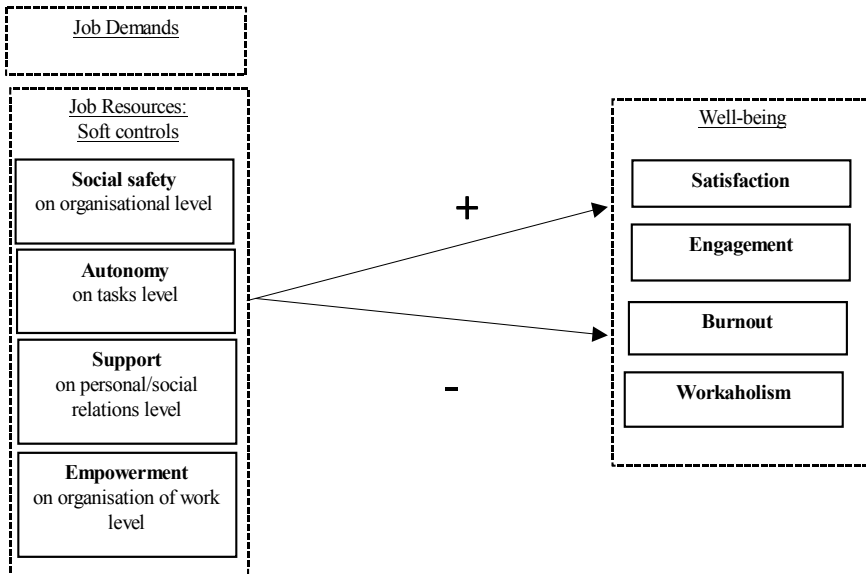 Job Demands
Job Resources:
Soft controls
Social safety
on organisational level
Autonomy
on tasks level
Support
on personal/social
relations level
Empowerment
on organisation of work
level
+
-
Well-being
Satisfaction
Engagement
Burnout
Workaholism